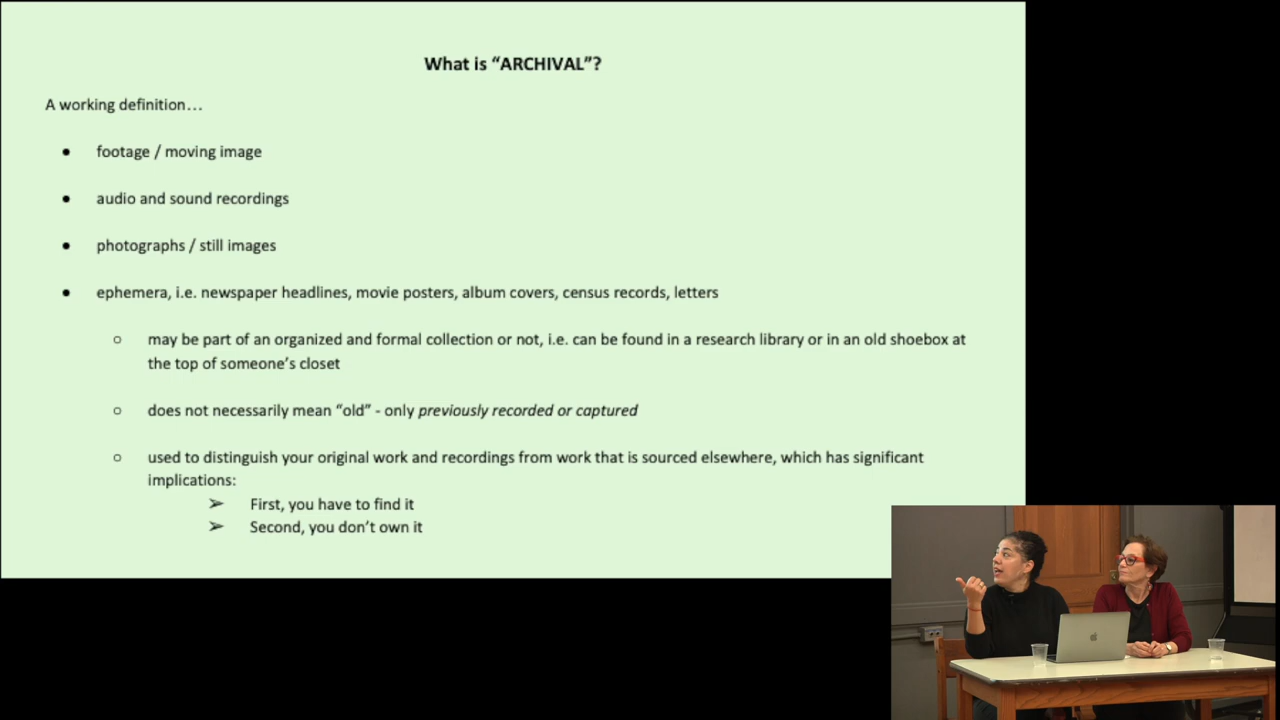 What is “ARCHIVAL”?
A working definition…
● footage / moving image
● audio and sound recordings
● photographs / still images
● ephemera, i.e. newspaper headlines, movie posters, album covers, census records, letters
○ may be part of an organized and formal collection or not, i.e. can be found in a research library or in an old shoebox at
the top of someone’s closet
○ does not necessarily mean “old” - only previously recorded or captured
○ used to distinguish your original work and recordings from work that is sourced elsewhere, which has significant
implications:
➢ First, you have to find it
➢ Second, you don’t own it